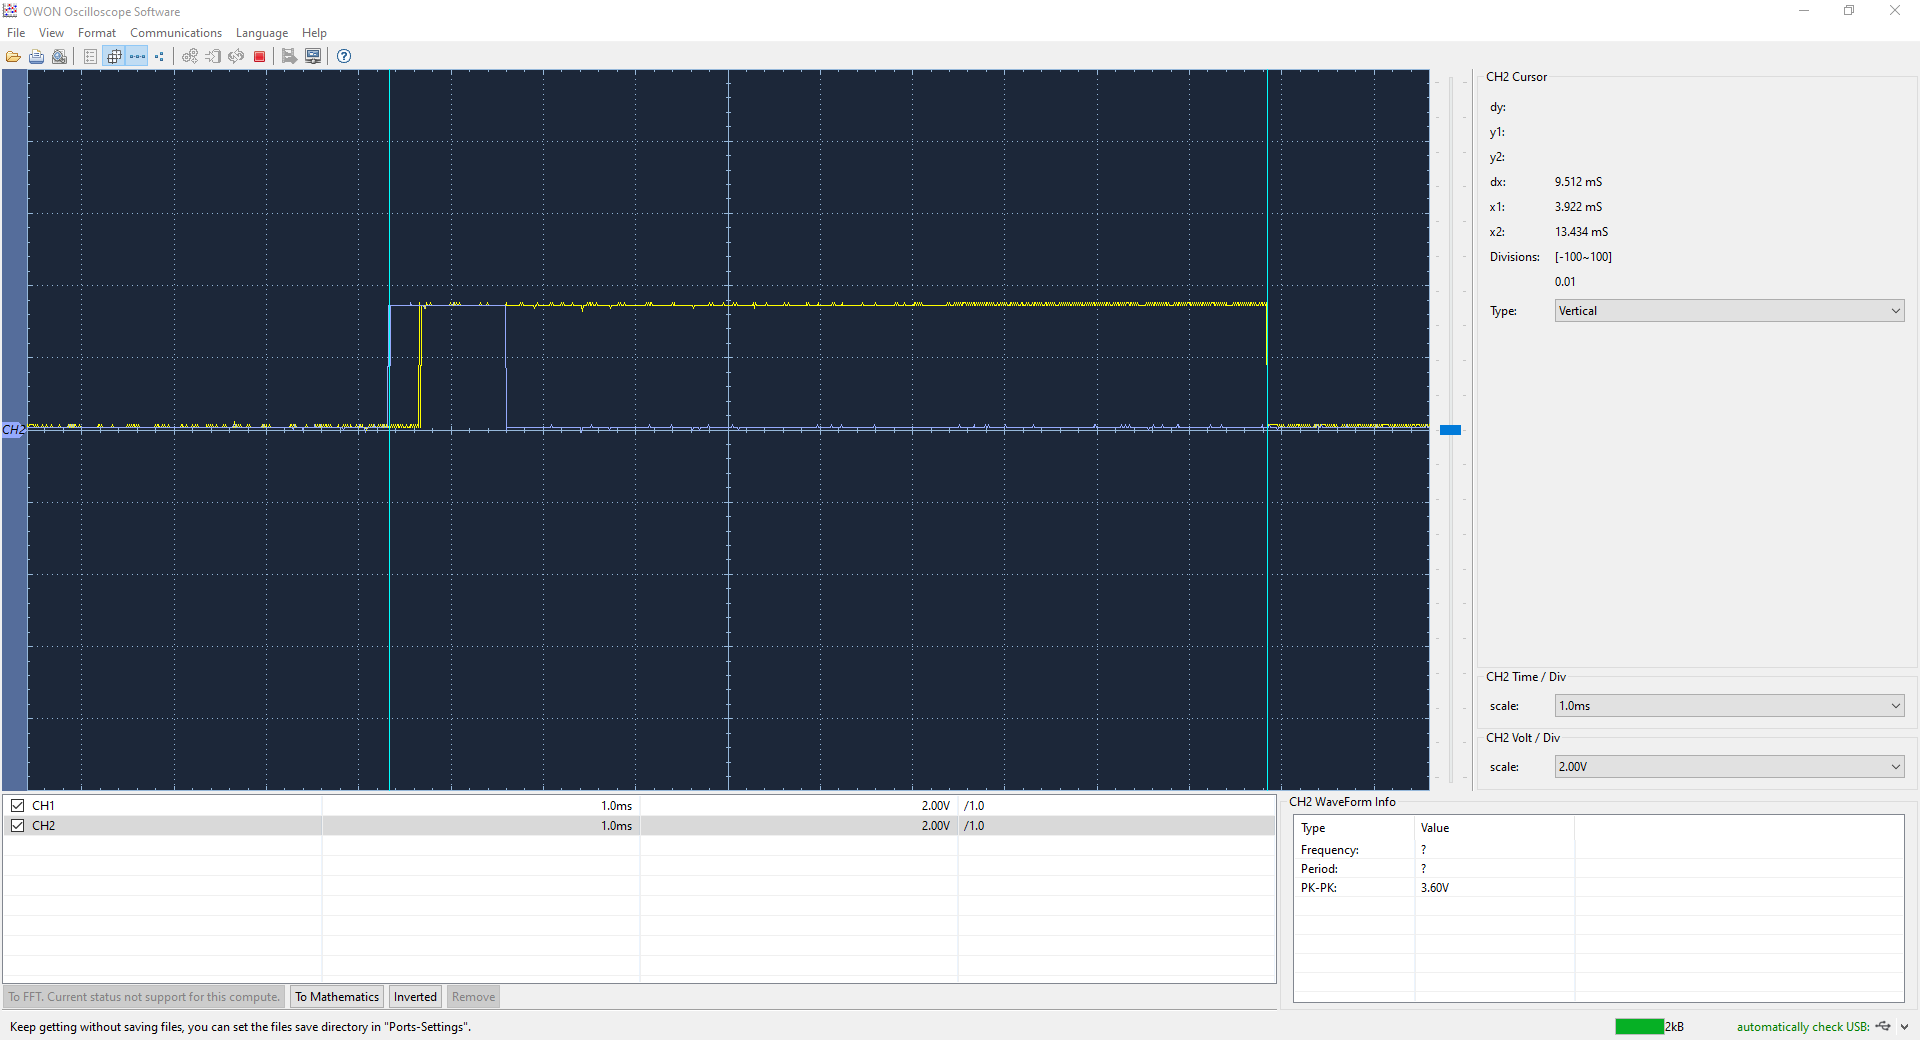 OWON Oscilloscope Software
File View Format Communications Language Help
CH2
CH2 Cursor
dy:
y1:
y2:
dx: 9.512 mS
x1: 3.922 mS
x2: 13.434 mS
Divisions: [-100~100]
0.01
Type: Vertical
CH2 Time / Div
scale: 1.0ms
CH2 Volt / Div
scale: 2.00V
CH1 1.0ms 2.00V /1.0
CH2 1.0ms 2.00V /1.0
CH2 WaveForm Info
Type Value
Frequency: ?
Period: ?
PK-PK: 3.60V
To FFT. Current status not support for this compute. To Mathematics Inverted Remove
Keep getting without saving files, you can set the files save directory in "Ports-Settings".
2kB
automatically check USB: